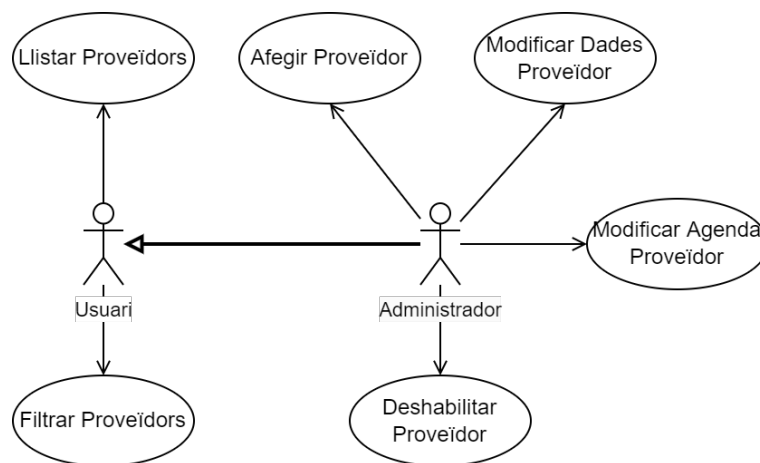 Llistar Proveïdors
Afegir Proveïdor
Modificar Dades
Proveïdor
Modificar Agenda
Proveïdor
Usuari
Administrador
Filtrar Proveïdors
Deshabilitar
Proveïdor